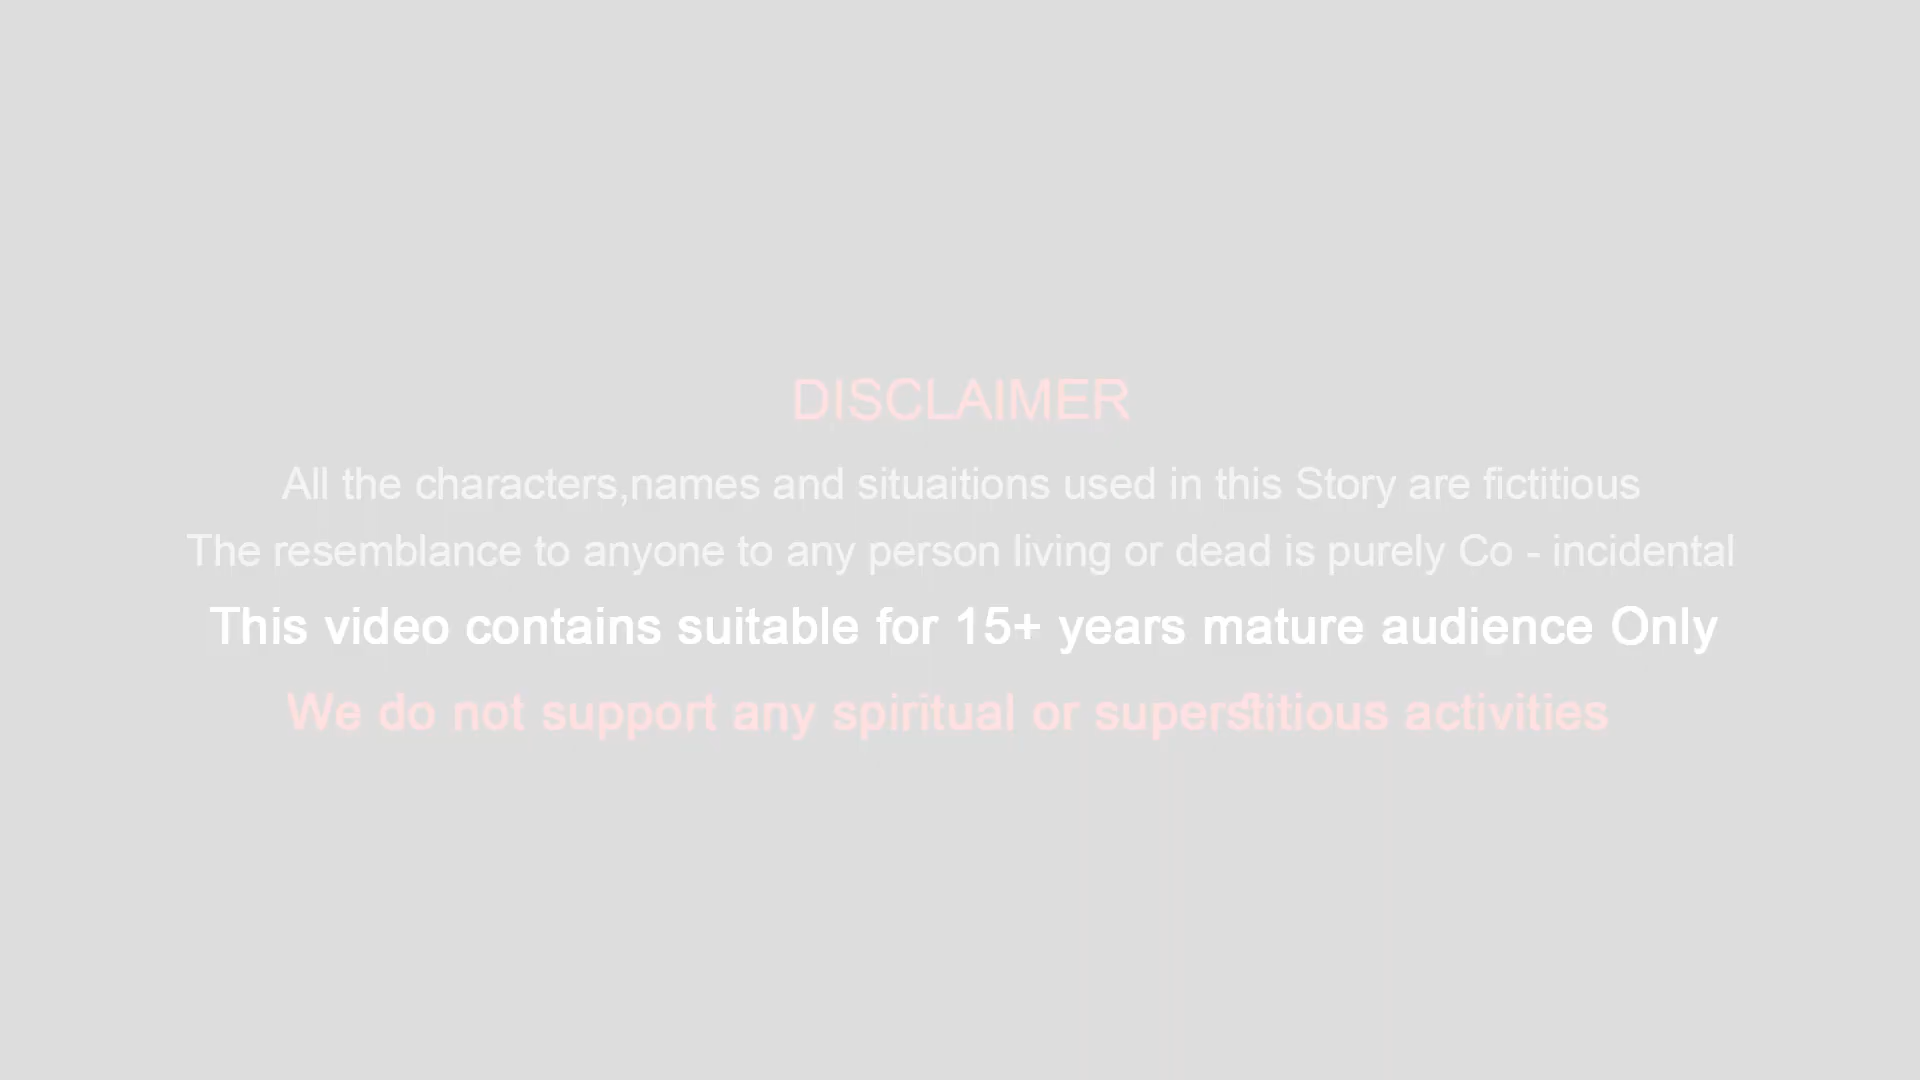 DISCLAIMER
All the characters,names and situaitions used in this Story are fictitious
The resemblance to anyone to any person living or dead is purely Co - incidental
This video contains suitable for 15+ years mature audience Only
We do not support any spiritual or superstitious activities